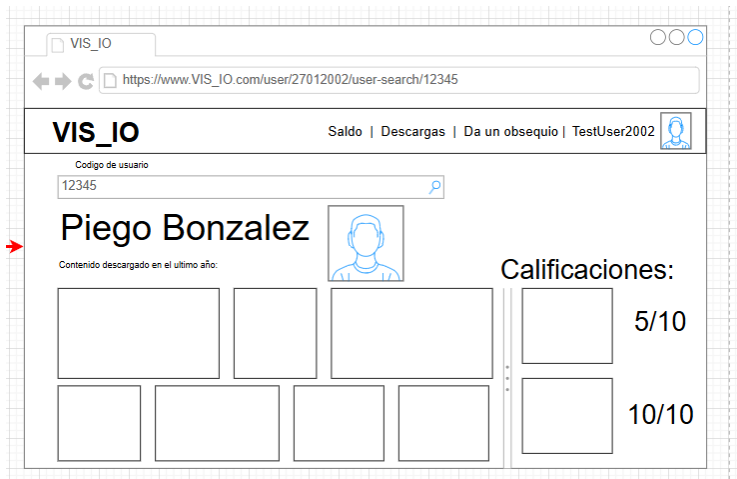 VIS_IO
https://www.VIS_IO.com/user/27012002/user-search/12345
VIS_IO
Saldo | Descargas | Da un obsequio | TestUser2002
Codigo de usuario
12345
Piego Bonzalez
Contenido descargado en el ultimo año:
Calificaciones:
5/10
10/10